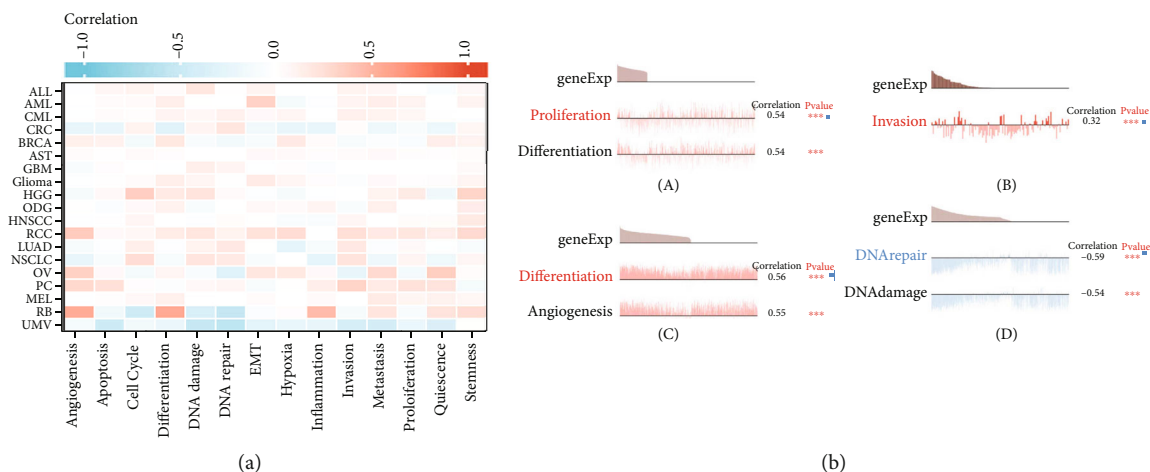 Correlation
−1.0
−0.5
0.0
0.5
1.0
ALL
AML
CML
CRC
BRCA
AST
GBM
Glioma
HGG
ODG
HNSCC
RCC
LUAD
NSCLC
OV
PC
MEL
RB
UMV
Angiogenesis
Apoptosis
Cell Cycle
Differentiation
DNA damage
DNA repair
EMT
Hypoxia
Inflammation
Invasion
Metastasis
Proloiferation
Quiescence
Stemness
(a)
geneExp
Correlation Pvalue
Proliferation 0.54 ***
Differentiation 0.54 ***
(A)
geneExp
Correlation Pvalue
Invasion 0.32 ***
(B)
geneExp
Correlation Pvalue
Differentiation 0.56 ***
Angiogenesis 0.55 ***
(C)
geneExp
Correlation Pvalue
DNArepair −0.59 ***
DNAdamage −0.54 ***
(D)
(b)